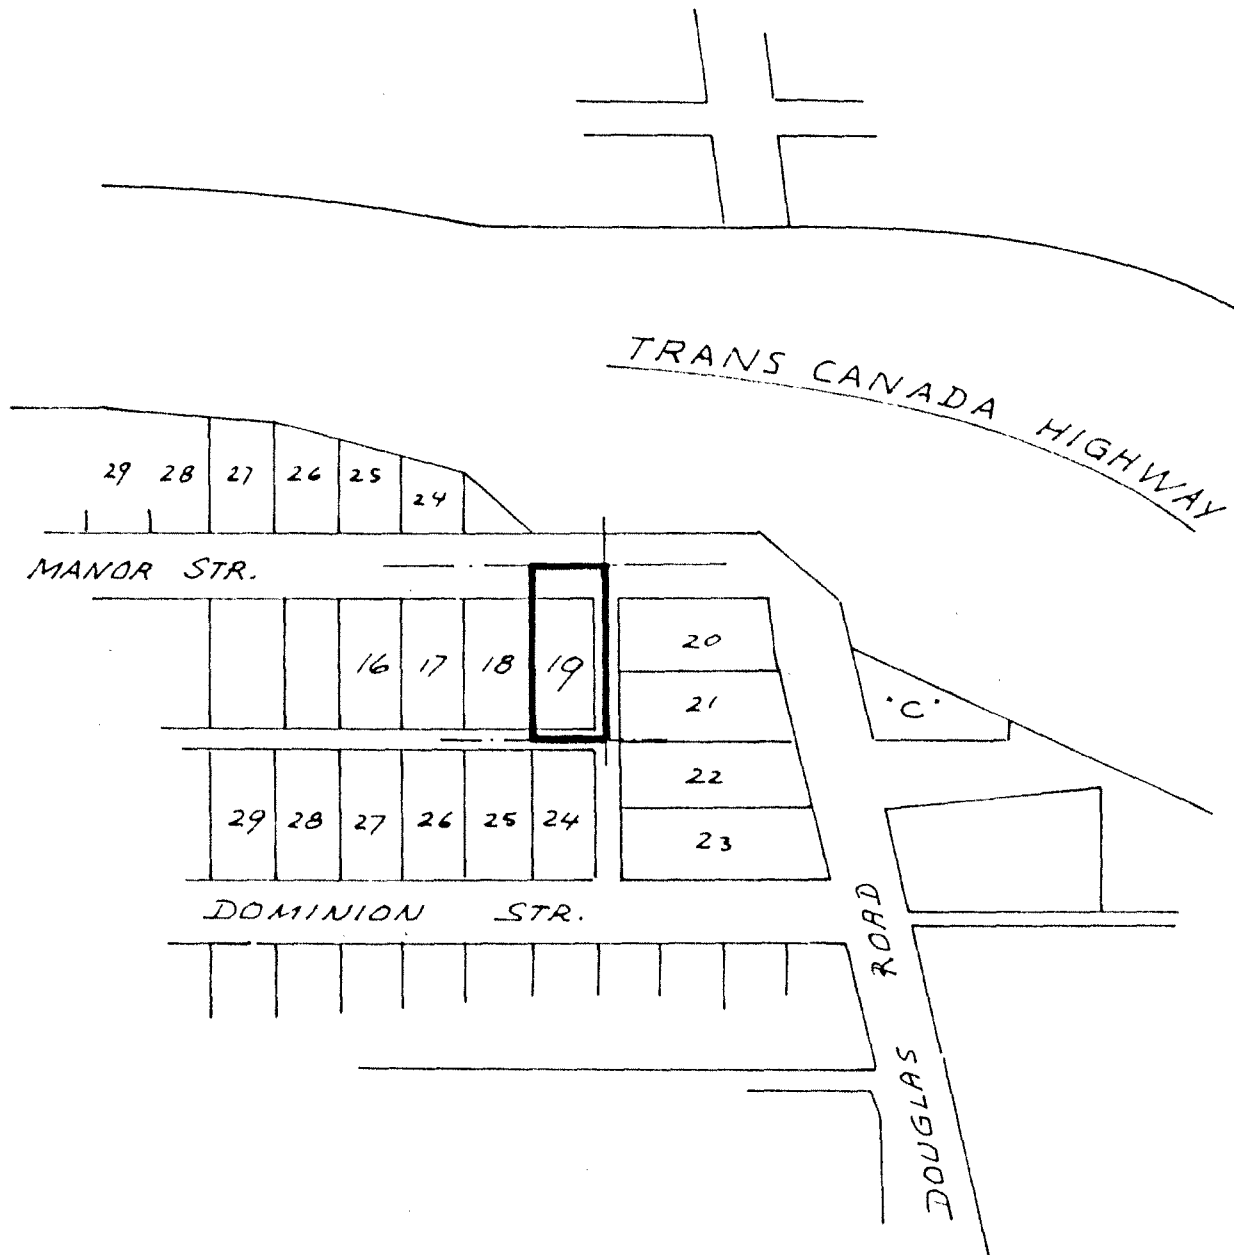 TRANS CANADA HIGHWAY
29 28 27 26 25 24
MANOR STR.
16 17 18 19
20
21
"C"
22
23
29 28 27 26 25 24
DOMINION STR.
DOUGLAS ROAD